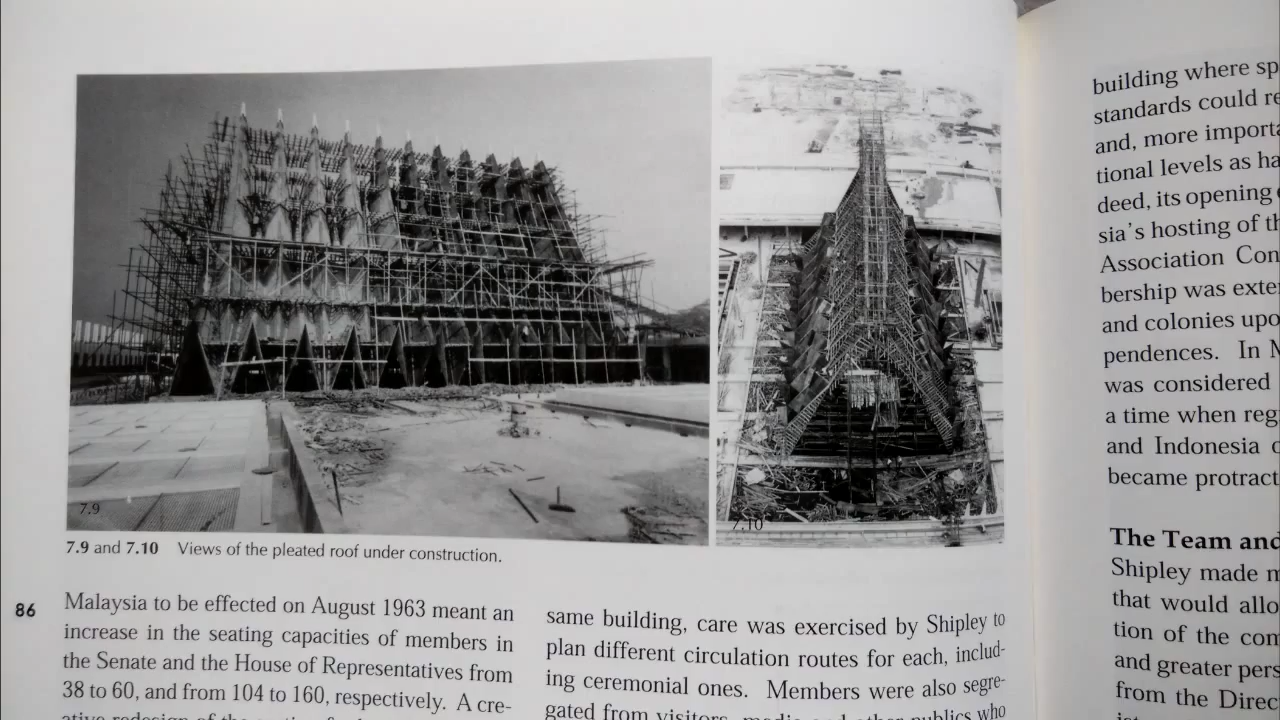 7.9
7.10
7.9 and 7.10 Views of the pleated roof under construction.
86
Malaysia to be effected on August 1963 meant an
increase in the seating capacities of members in
the Senate and the House of Representatives from
38 to 60, and from 104 to 160, respectively. A cre-
same building, care was exercised by Shipley to
plan different circulation routes for each, includ-
ing ceremonial ones. Members were also segre-
gated from visitors, media and other publics who
building where sp
standards could re
and, more importa
tional levels as ha
deed, its opening
sia's hosting of th
Association Con
bership was exte
and colonies upo
pendences. In M
was considered
a time when reg
and Indonesia
became protract
The Team and
Shipley made m
that would allo
tion of the con
and greater pers
from the Direc